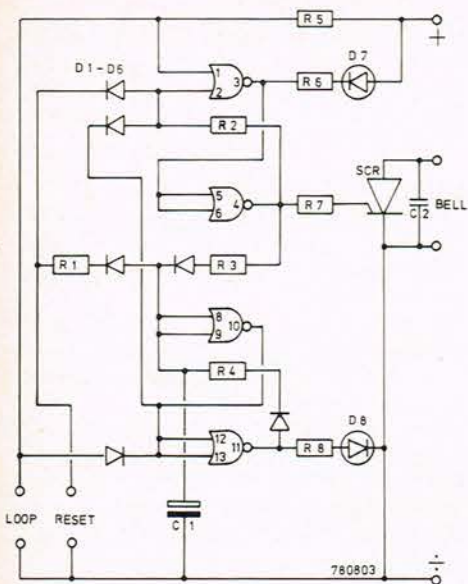 R5
+
D7
D1-D6
1
2
3
R6
R2
SCR
5
6
4
R7
C2
BELL
R1
R3
8
9
10
R4
D8
12
13
11
R8
LOOP
RESET
C1
780803
÷